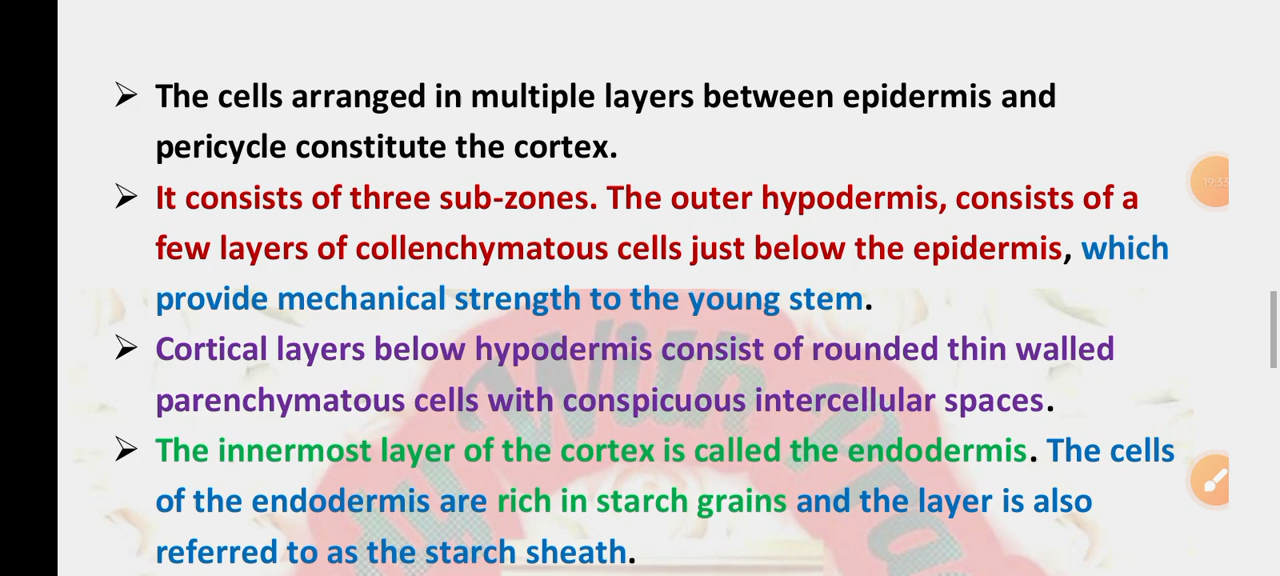 ➢ The cells arranged in multiple layers between epidermis and
pericycle constitute the cortex.
➢ It consists of three sub-zones. The outer hypodermis, consists of a
few layers of collenchymatous cells just below the epidermis, which
provide mechanical strength to the young stem.
➢ Cortical layers below hypodermis consist of rounded thin walled
parenchymatous cells with conspicuous intercellular spaces.
➢ The innermost layer of the cortex is called the endodermis. The cells
of the endodermis are rich in starch grains and the layer is also
referred to as the starch sheath.
19:33
With